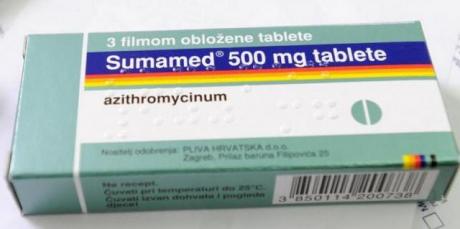 3 filmom obložene tablete
Sumamed® 500 mg tablete
azithromycinum
Nositelj odobrenja: PLIVA HRVATSKA d.o.o.
Zagreb, Prilaz baruna Filipovića 25
Na recept.
Čuvati pri temperaturi do 25°C.
Čuvati izvan dohvata i pogleda
djece!
3 850114 200738